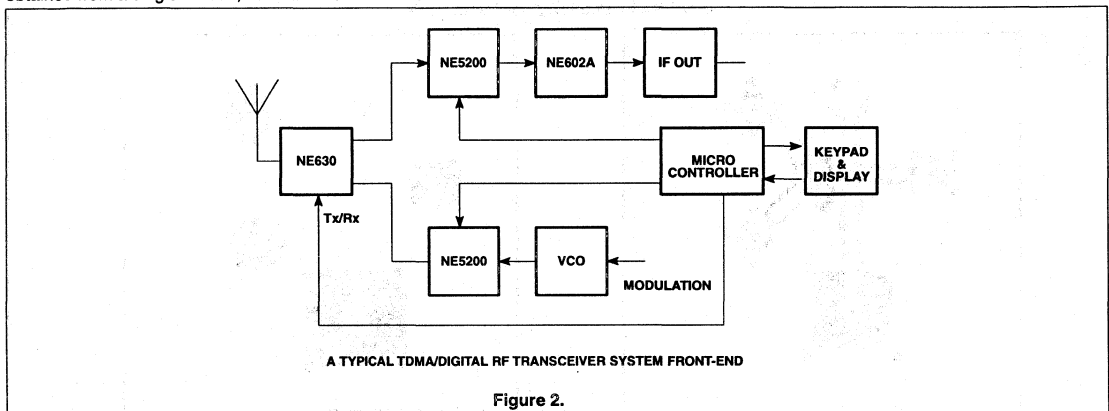 NE5200
NE602A
IF OUT
NE630
MICRO
CONTROLLER
KEYPAD
&
DISPLAY
Tx/Rx
NE5200
VCO
MODULATION
A TYPICAL TDMA/DIGITAL RF TRANSCEIVER SYSTEM FRONT-END
Figure 2.